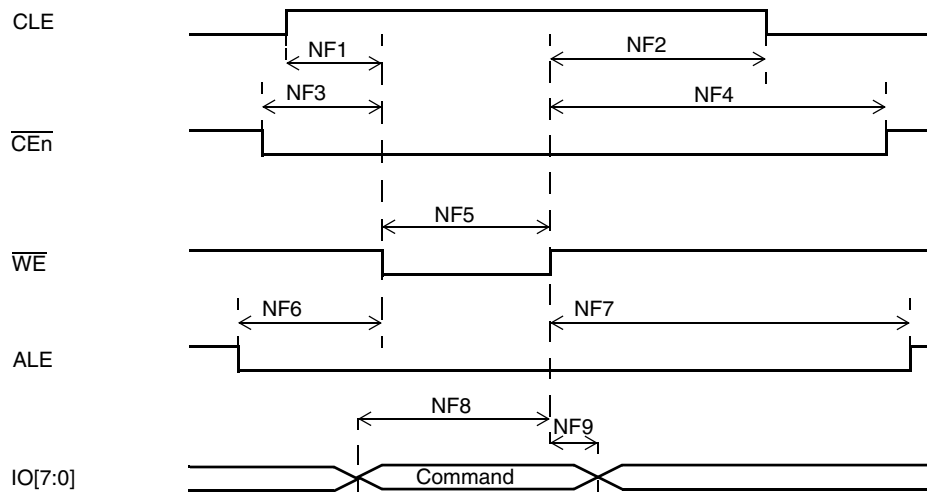 CLE
NF1
NF2
NF3
NF4
CEn
NF5
WE
NF6
NF7
ALE
NF8
NF9
IO[7:0]
Command